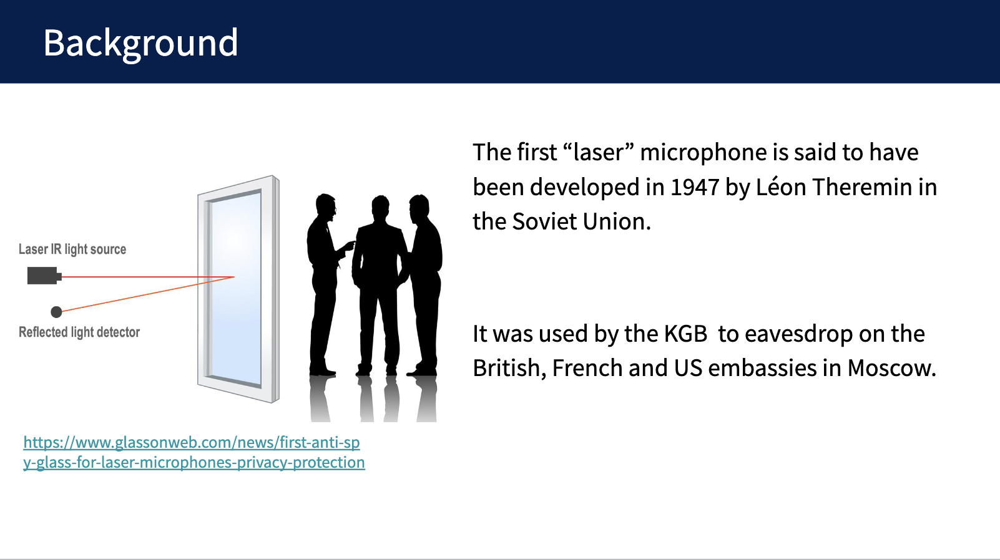 Background
The first “laser” microphone is said to have
been developed in 1947 by Léon Theremin in
the Soviet Union.
Laser IR light source
Reflected light detector
It was used by the KGB  to eavesdrop on the
British, French and US embassies in Moscow.
https://www.glassonweb.com/news/first-anti-sp
y-glass-for-laser-microphones-privacy-protection